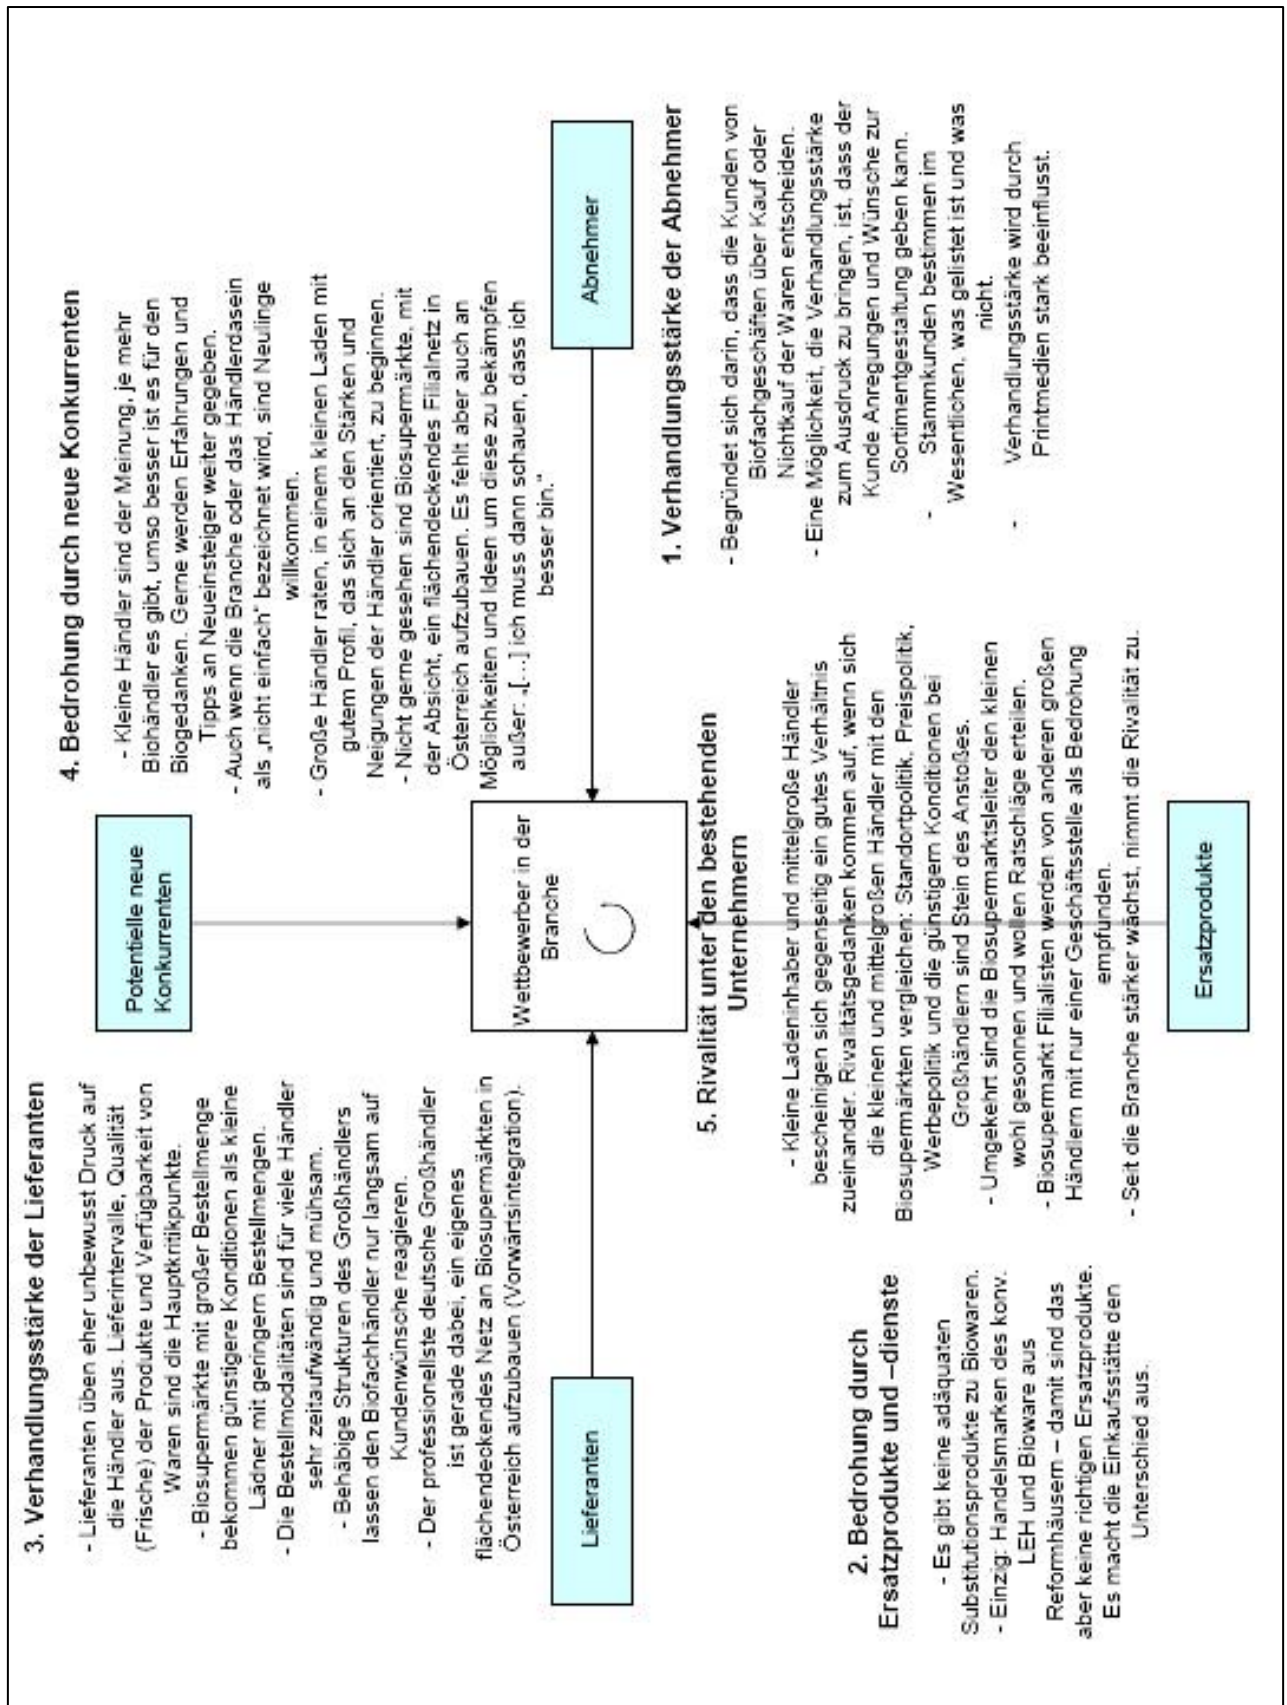 3. Verhandlungsstärke der Lieferanten
- Lieferanten üben eher unbewusst Druck auf
die Händler aus. Lieferintervalle, Qualität
(Frische) der Produkte und Verfügbarkeit von
Waren sind die Hauptkritikpunkte.
- Biosupermärkte mit großer Bestellmenge
bekommen günstigere Konditionen als kleine
Lädner mit geringern Bestellmengen.
- Die Bestellmodalitäten sind für viele Händler
sehr zeitaufwändig und mühsam.
- Behäbige Strukturen des Großhändlers
lassen den Biofachhändler nur langsam auf
Kundenwünsche reagieren.
- Der professionellste deutsche Großhändler
ist gerade dabei, ein eigenes
flächendeckendes Netz an Biosupermärkten in
Österreich aufzubauen (Vorwärtsintegration).
Potentielle neue
Konkurrenten
4. Bedrohung durch neue Konkurrenten
- Kleine Händler sind der Meinung, je mehr
Biohändler es gibt, umso besser ist es für den
Biogedanken. Gerne werden Erfahrungen und
Tipps an Neueinsteiger weiter gegeben.
- Auch wenn die Branche oder das Händlerdasein
als „nicht einfach" bezeichnet wird, sind Neulinge
willkommen.
- Große Händler raten, in einem kleinen Laden mit
gutem Profil, das sich an den Stärken und
Neigungen der Händler orientiert, zu beginnen.
- Nicht gerne gesehen sind Biosupermärkte, mit
der Absicht, ein flächendeckendes Filialnetz in
Österreich aufzubauen. Es fehlt aber auch an
Möglichkeiten und Ideen um diese zu bekämpfen
außer: „[...] ich muss dann schauen, dass ich
besser bin."
Lieferanten
Wettbewerber in der
Branche
Abnehmer
2. Bedrohung durch
Ersatzprodukte und –dienste
- Es gibt keine adäquaten
Substitutionsprodukte zu Biowaren.
- Einzig: Handelsmarken des konv.
LEH und Bioware aus
Reformhäusern – damit sind das
aber keine richtigen Ersatzprodukte.
Es macht die Einkaufsstätte den
Unterschied aus.
5. Rivalität unter den bestehenden
Unternehmern
- Kleine Ladeninhaber und mittelgroße Händler
bescheinigen sich gegenseitig ein gutes Verhältnis
zueinander. Rivalitätsgedanken kommen auf, wenn sich
die kleinen und mittelgroßen Händler mit den
Biosupermärkten vergleichen: Standortpolitik, Preispolitik,
Werbepolitik und die günstigern Konditionen bei
Großhändlern sind Stein des Anstoßes.
- Umgekehrt sind die Biosupermarktsleiter den kleinen
wohl gesonnen und wollen Ratschläge erteilen.
- Biosupermarkt Filialisten werden von anderen großen
Händlern mit nur einer Geschäftsstelle als Bedrohung
empfunden.
- Seit die Branche stärker wächst, nimmt die Rivalität zu.
Ersatzprodukte
1. Verhandlungsstärke der Abnehmer
- Begründet sich darin, dass die Kunden von
Biofachgeschäften über Kauf oder
Nichtkauf der Waren entscheiden.
- Eine Möglichkeit, die Verhandlungsstärke
zum Ausdruck zu bringen, ist, dass der
Kunde Anregungen und Wünsche zur
Sortimentgestaltung geben kann.
- Stammkunden bestimmen im
Wesentlichen, was gelistet ist und was
nicht.
- Verhandlungsstärke wird durch
Printmedien stark beeinflusst.